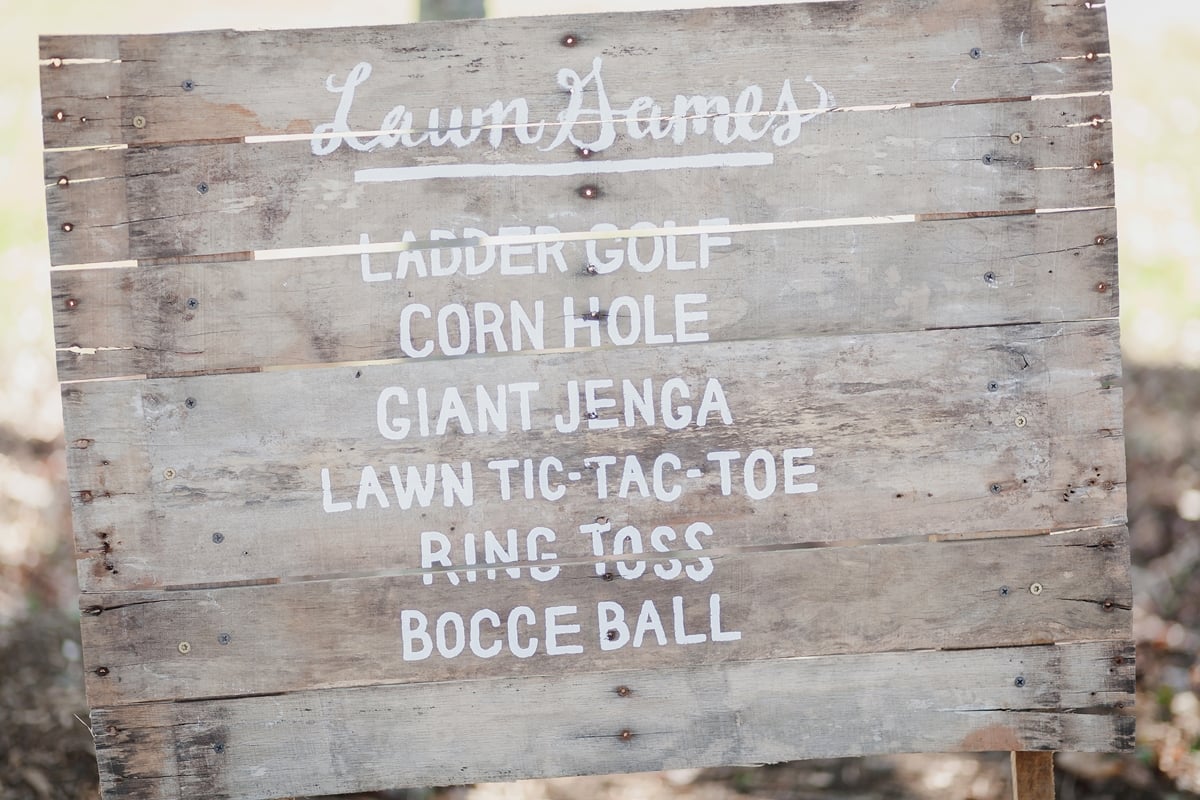 Lawn Games
LADDER GOLF
CORN HOLE
GIANT JENGA
LAWN TIC-TAC-TOE
RING TOSS
BOCCE BALL